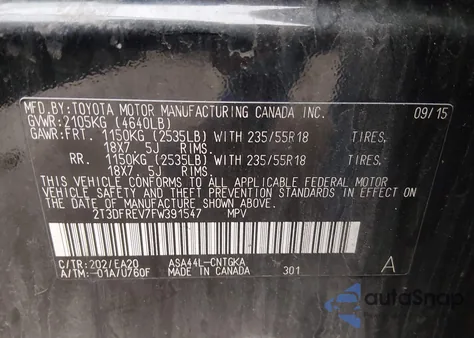 MFD.BY:TOYOTA MOTOR MANUFACTURING CANADA INC. 09/15
GVWR: 2105KG (4640LB)
GAWR:FRT. 1150KG (2535LB) WITH 235/55R18 TIRES.
18X7.5J RIMS.
RR. 1150KG (2535LB) WITH 235/55R18 TIRES.
18X7.5J RIMS.
THIS VEHICLE CONFORMS TO ALL APPLICABLE FEDERAL MOTOR
VEHICLE SAFETY AND THEFT PREVENTION STANDARDS IN
EFFECT ON THE DATE OF MANUFACTURE SHOWN ABOVE.
2T3DFREV7FW391547 MPV
C/TR:202/EA20 ASA44L-CNTGKA
A/TM:-01A/U760F MADE IN CANADA 301 A
autoSnap